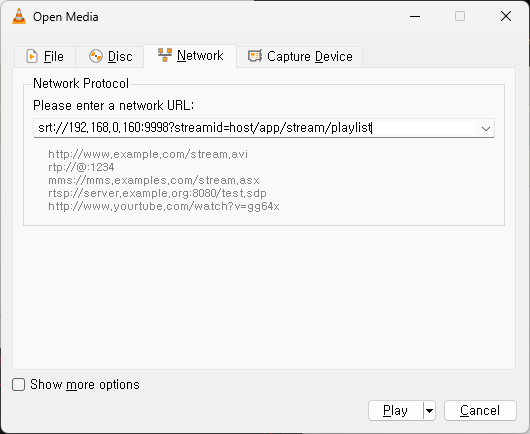 Open Media
File
Disc
Network
Capture Device
Network Protocol
Please enter a network URL:
srt://192.168.0.160:9998?streamid=host/app/stream/playlist
http://www.example.com/stream.avi
rtp://@:1234
mms://mms.examples.com/stream.asx
rtsp://server.example.org:8080/test.sdp
http://www.yourtube.com/watch?v=gg64x
Show more options
Play
Cancel